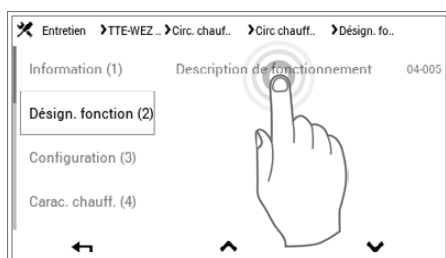 Entretien ❯TTE-WEZ .. ❯Circ. chauf.. ❯Circ chauff.. ❯Désign. fo..
Information (1) Description de fonctionnement 04-005
Désign. fonction (2)
Configuration (3)
Carac. chauff. (4)